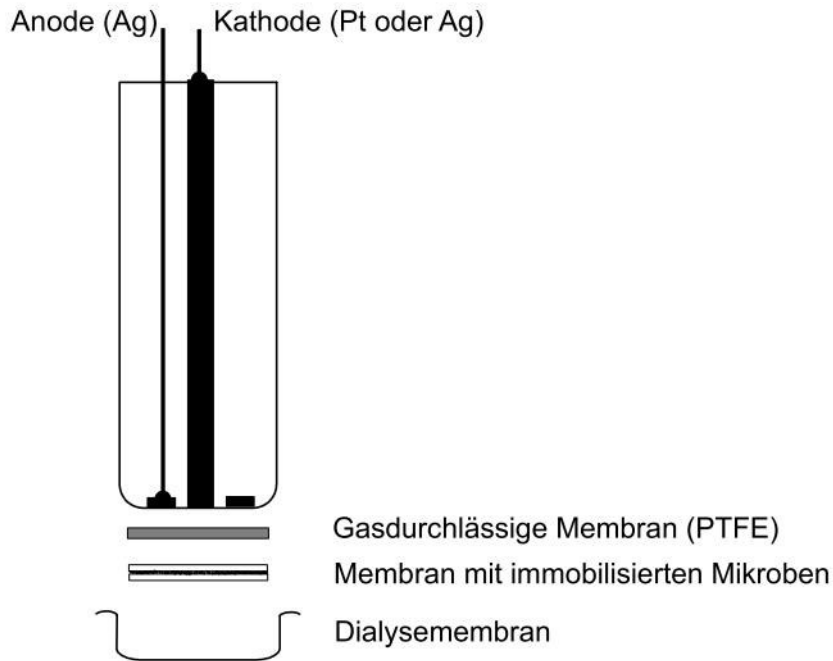 Anode (Ag) Kathode (Pt oder Ag)
Gasdurchlässige Membran (PTFE)
Membran mit immobilisierten Mikroben
Dialysemembran